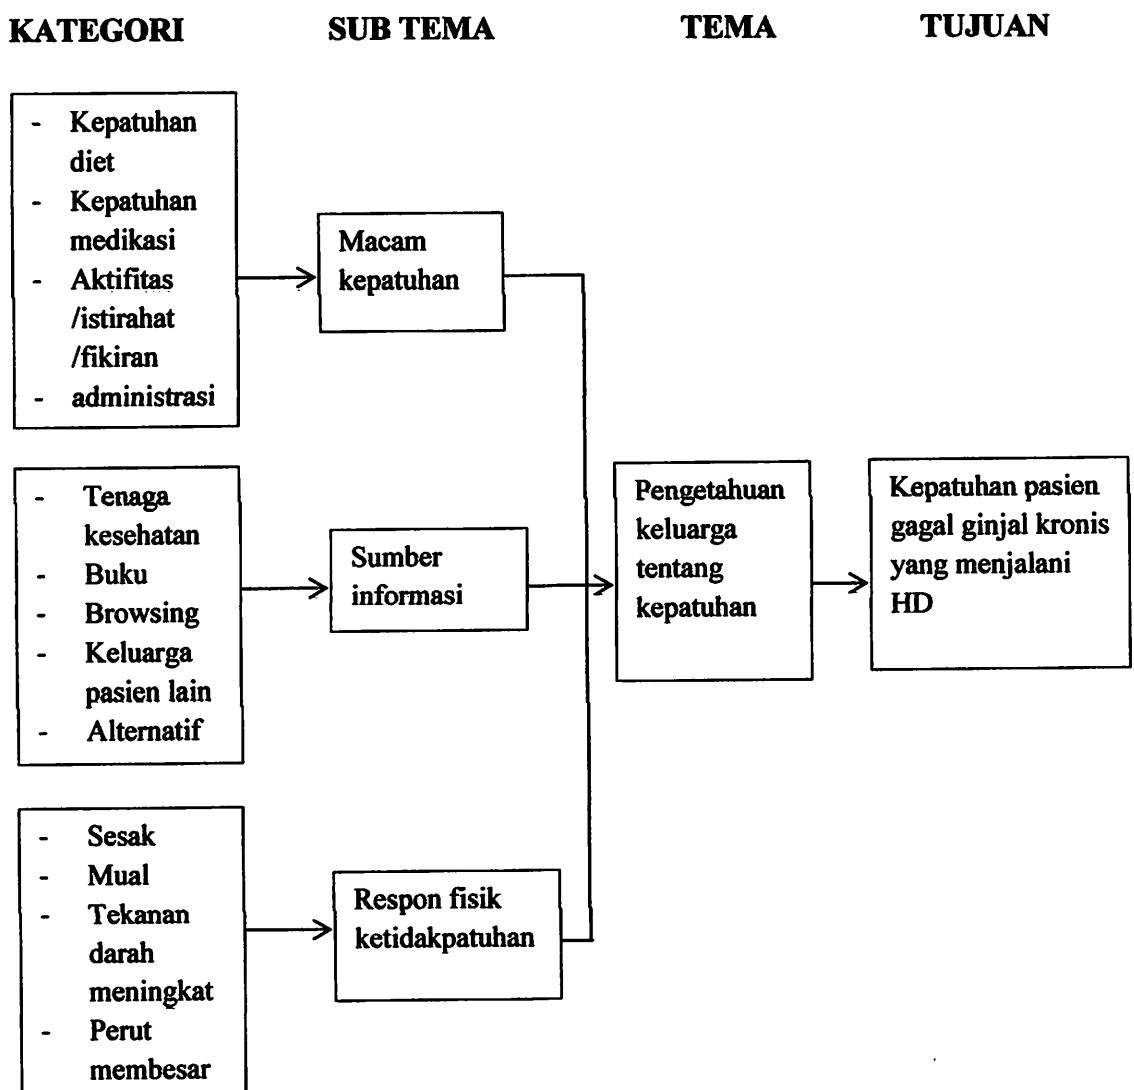 KATEGORI SUB TEMA TEMA TUJUAN
- Kepatuhan
diet
- Kepatuhan
medikasi
- Aktifitas
/istirahat
/fikiran
- administrasi
Macam
kepatuhan
- Tenaga
kesehatan
- Buku
- Browsing
- Keluarga
pasien lain
- Alternatif
Sumber
informasi
- Sesak
- Mual
- Tekanan
darah
meningkat
- Perut
membesar
Respon fisik
ketidakpatuhan
Pengetahuan
keluarga
tentang
kepatuhan
Kepatuhan pasien
gagal ginjal kronis
yang menjalani
HD